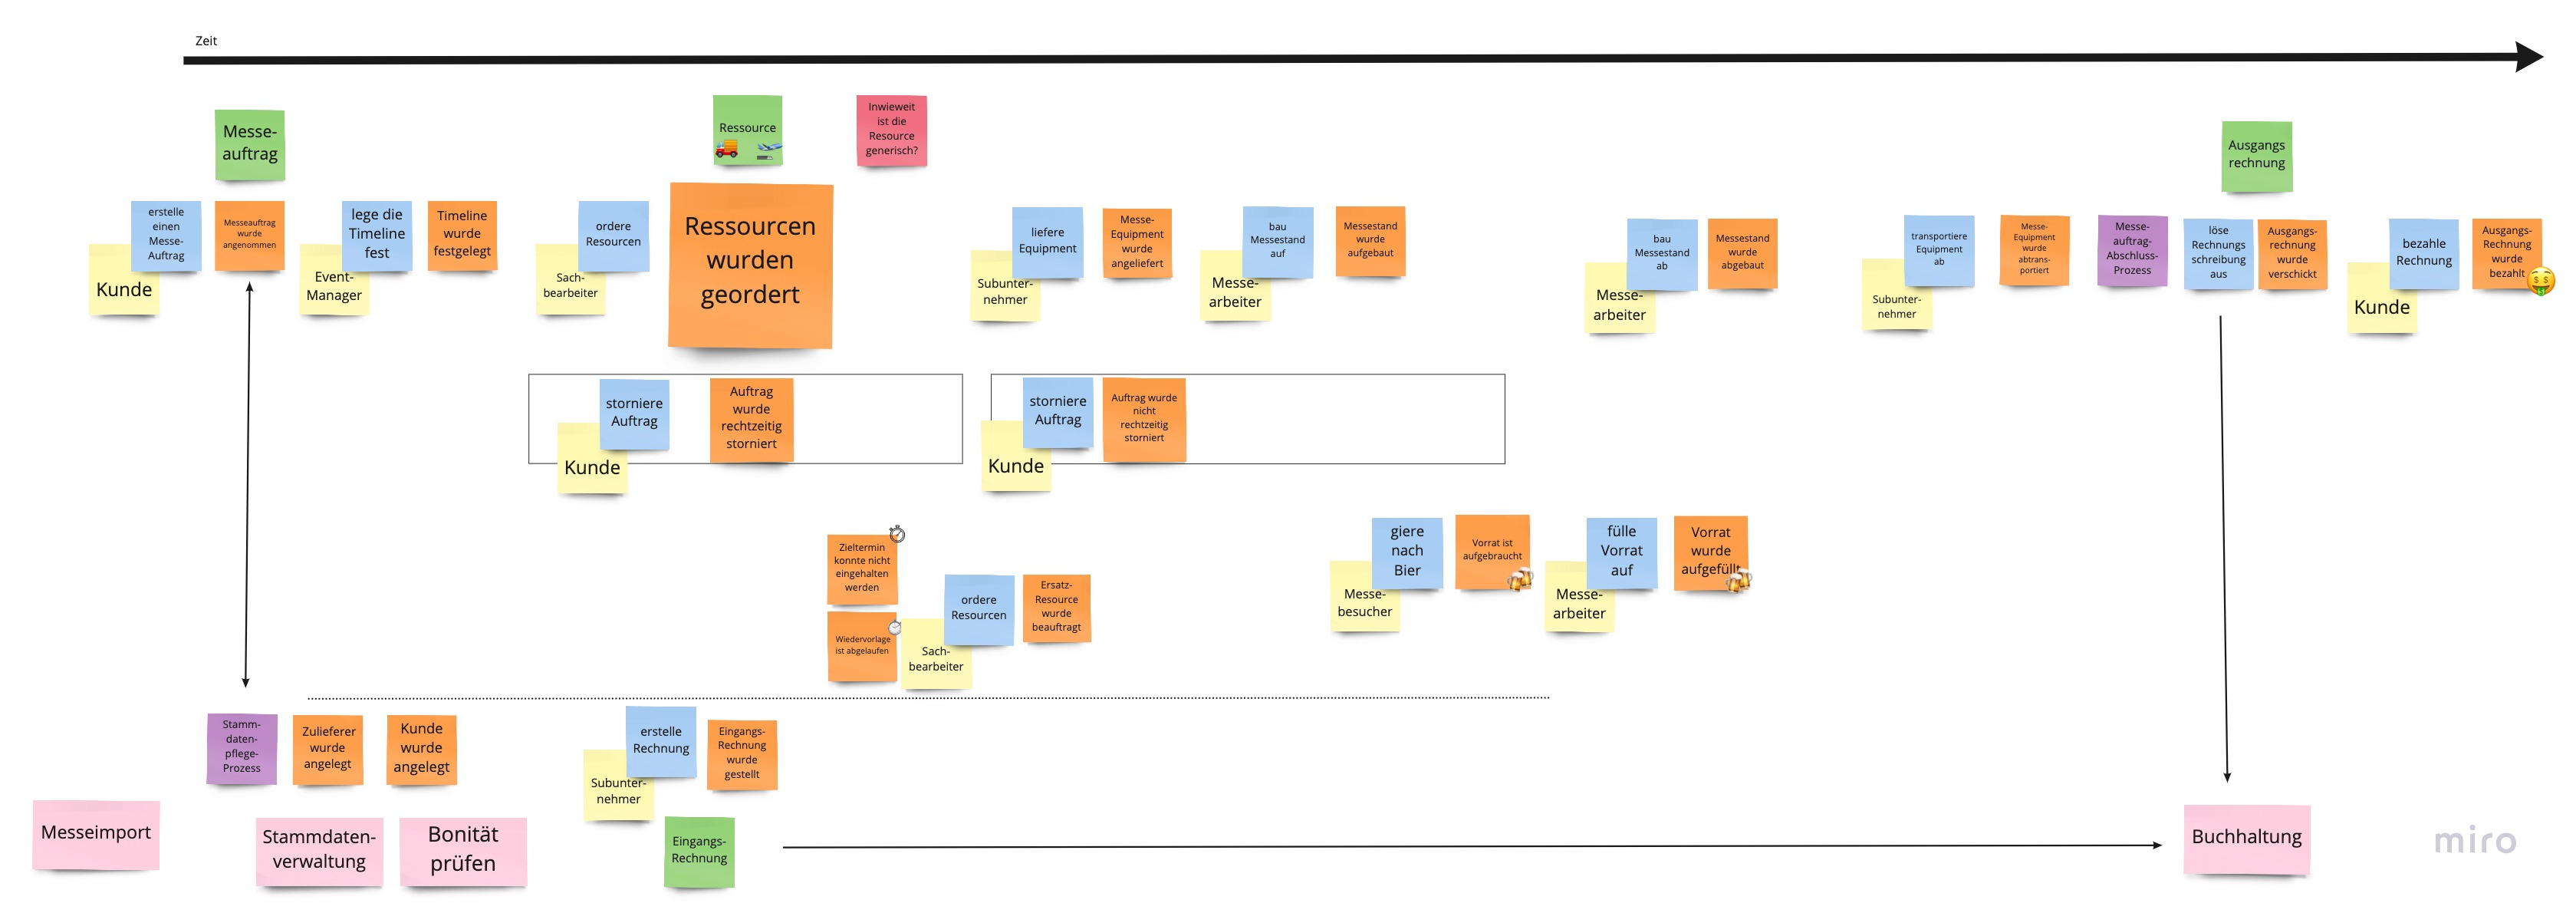 Zeit
Messe-
auftrag
Ressource
Inwieweit
ist die
Resource
generisch?
Ausgangs
rechnung
erstelle
einen
Messe-
Auftrag
Kunde
Messeauftrag
wurde
angenommen
lege die
Timeline
fest
Event-
Manager
Timeline
wurde
festgelegt
ordere
Resourcen
Sach-
bearbeiter
Ressourcen
wurden
geordert
liefere
Equipment
Subunter-
nehmer
Messe-
Equipment
wurde
angeliefert
bau
Messestand
auf
Messe-
arbeiter
Messestand
wurde
aufgebaut
bau
Messestand
ab
Messe-
arbeiter
Messestand
wurde
abgebaut
transportiere
Equipment
ab
Subunter-
nehmer
Messe-
Equipment
wurde
abtrans-
portiert
Messe-
auftrag-
Abschluss-
Prozess
löse
Rechnungs
schreibung
aus
Ausgangs-
rechnung
wurde
verschickt
bezahle
Rechnung
Kunde
Ausgangs-
Rechnung
wurde
bezahlt
storniere
Auftrag
Kunde
Auftrag
wurde
rechtzeitig
storniert
storniere
Auftrag
Kunde
Auftrag wurde
nicht
rechtzeitig
storniert
Zieltermin
konnte nicht
eingehalten
werden
Wiedervorlage
ist abgelaufen
ordere
Resourcen
Sach-
bearbeiter
Ersatz-
Resource
wurde
beauftragt
giere
nach
Bier
Messe-
besucher
Vorrat ist
aufgebraucht
fülle
Vorrat
auf
Messe-
arbeiter
Vorrat
wurde
aufgefüllt
Stamm-
daten-
pflege-
Prozess
Zulieferer
wurde
angelegt
Kunde
wurde
angelegt
erstelle
Rechnung
Subunter-
nehmer
Eingangs-
Rechnung
wurde
gestellt
Messeimport
Stammdaten-
verwaltung
Bonität
prüfen
Eingangs-
Rechnung
Buchhaltung
miro